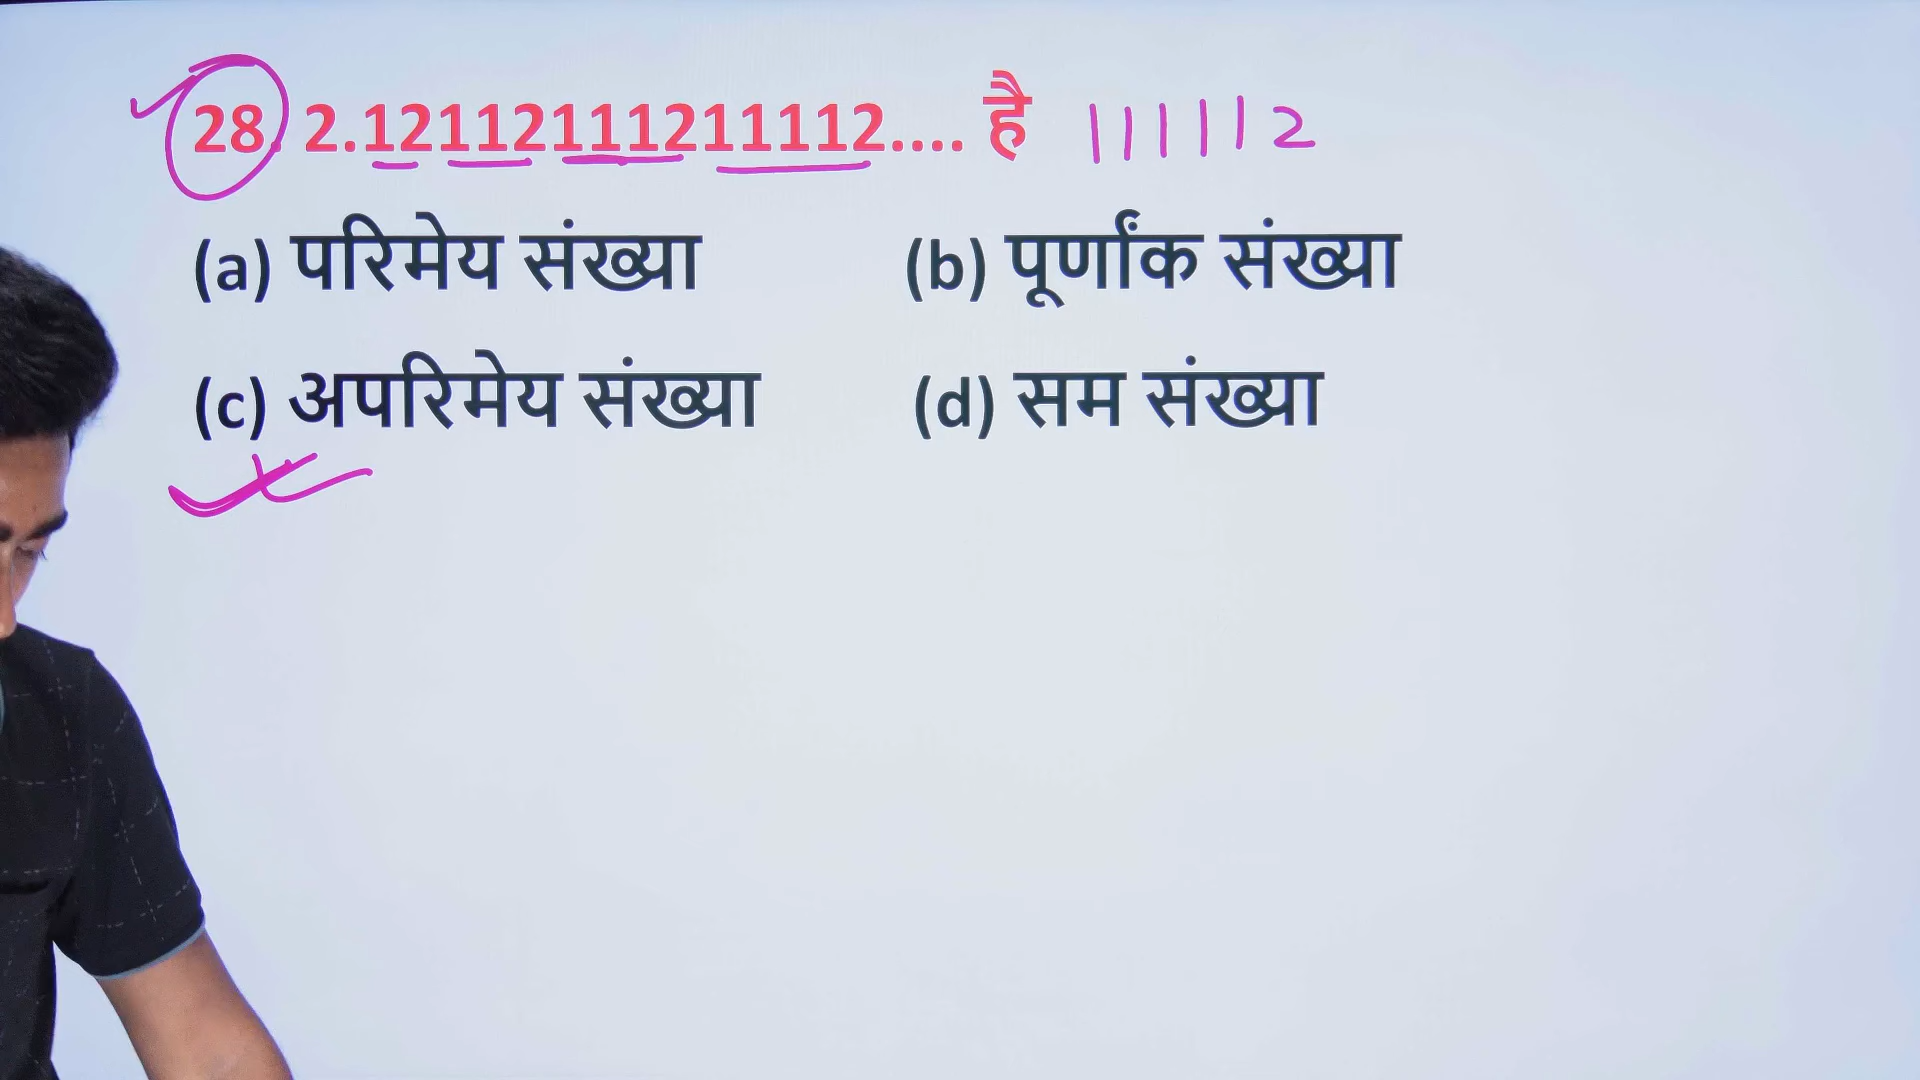 28. 2.12112111211112.... है 111112
(a) परिमेय संख्या (b) पूर्णांक संख्या
(c) अपरिमेय संख्या (d) सम संख्या